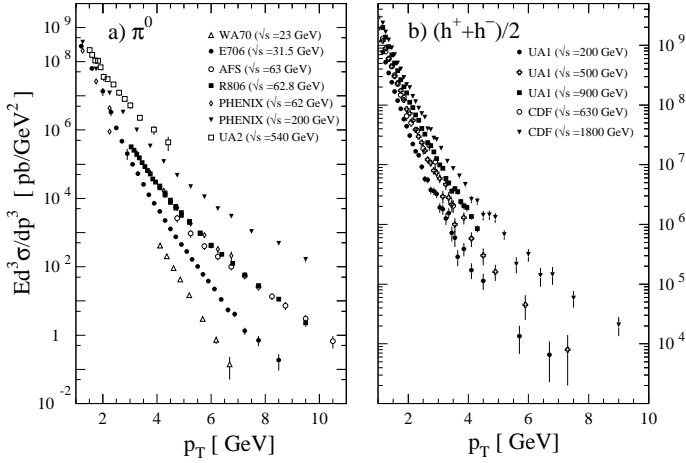 a) π⁰
WA70 (√s =23 GeV)
E706 (√s =31.5 GeV)
AFS (√s =63 GeV)
R806 (√s =62.8 GeV)
PHENIX (√s =62 GeV)
PHENIX (√s =200 GeV)
UA2 (√s =540 GeV)
Ed³σ/dp³ [ pb/GeV² ]
10⁹
10⁸
10⁶
10⁴
10²
1
10⁻²
2 4 6 8 10
p_T [ GeV]
b) (h⁺+h⁻)/2
UA1 (√s =200 GeV)
UA1 (√s =500 GeV)
UA1 (√s =900 GeV)
CDF (√s =630 GeV)
CDF (√s =1800 GeV)
10⁹
10⁸
10⁷
10⁶
10⁵
10⁴
0 2 4 6 8 10
p_T [ GeV]